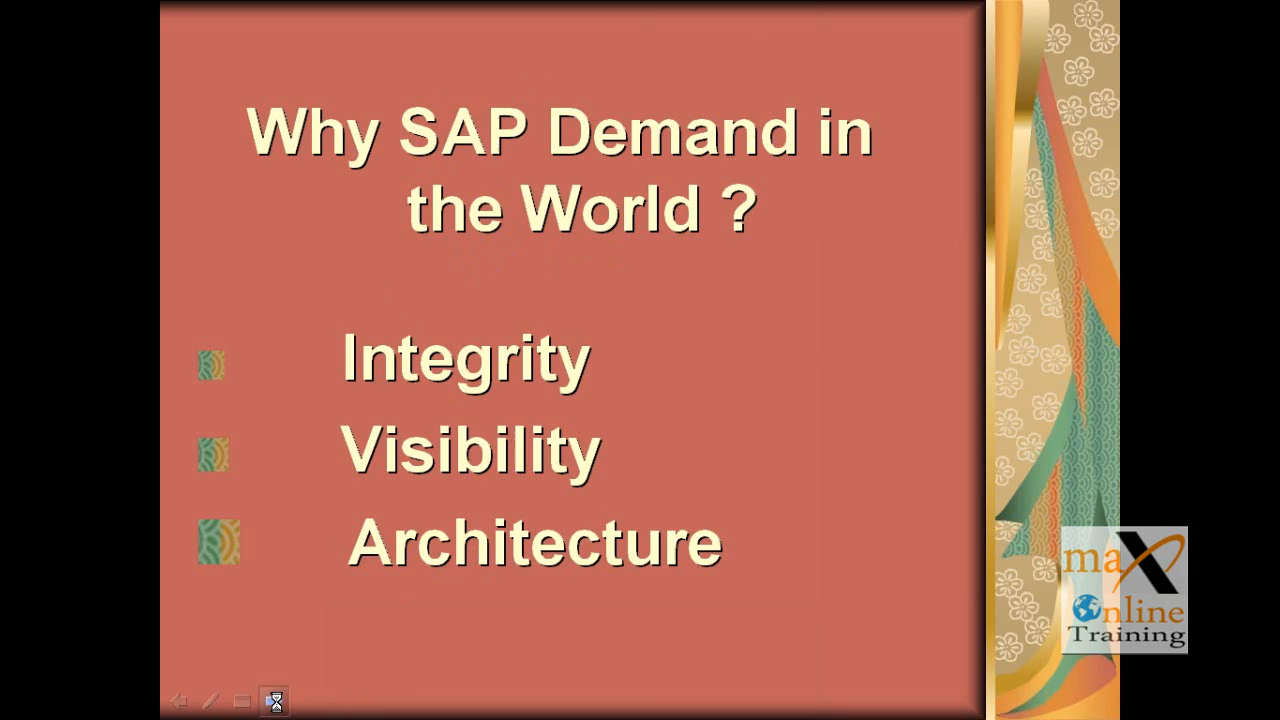 Why SAP Demand in
the World ?
Integrity
Visibility
Architecture
maX
Online
Training